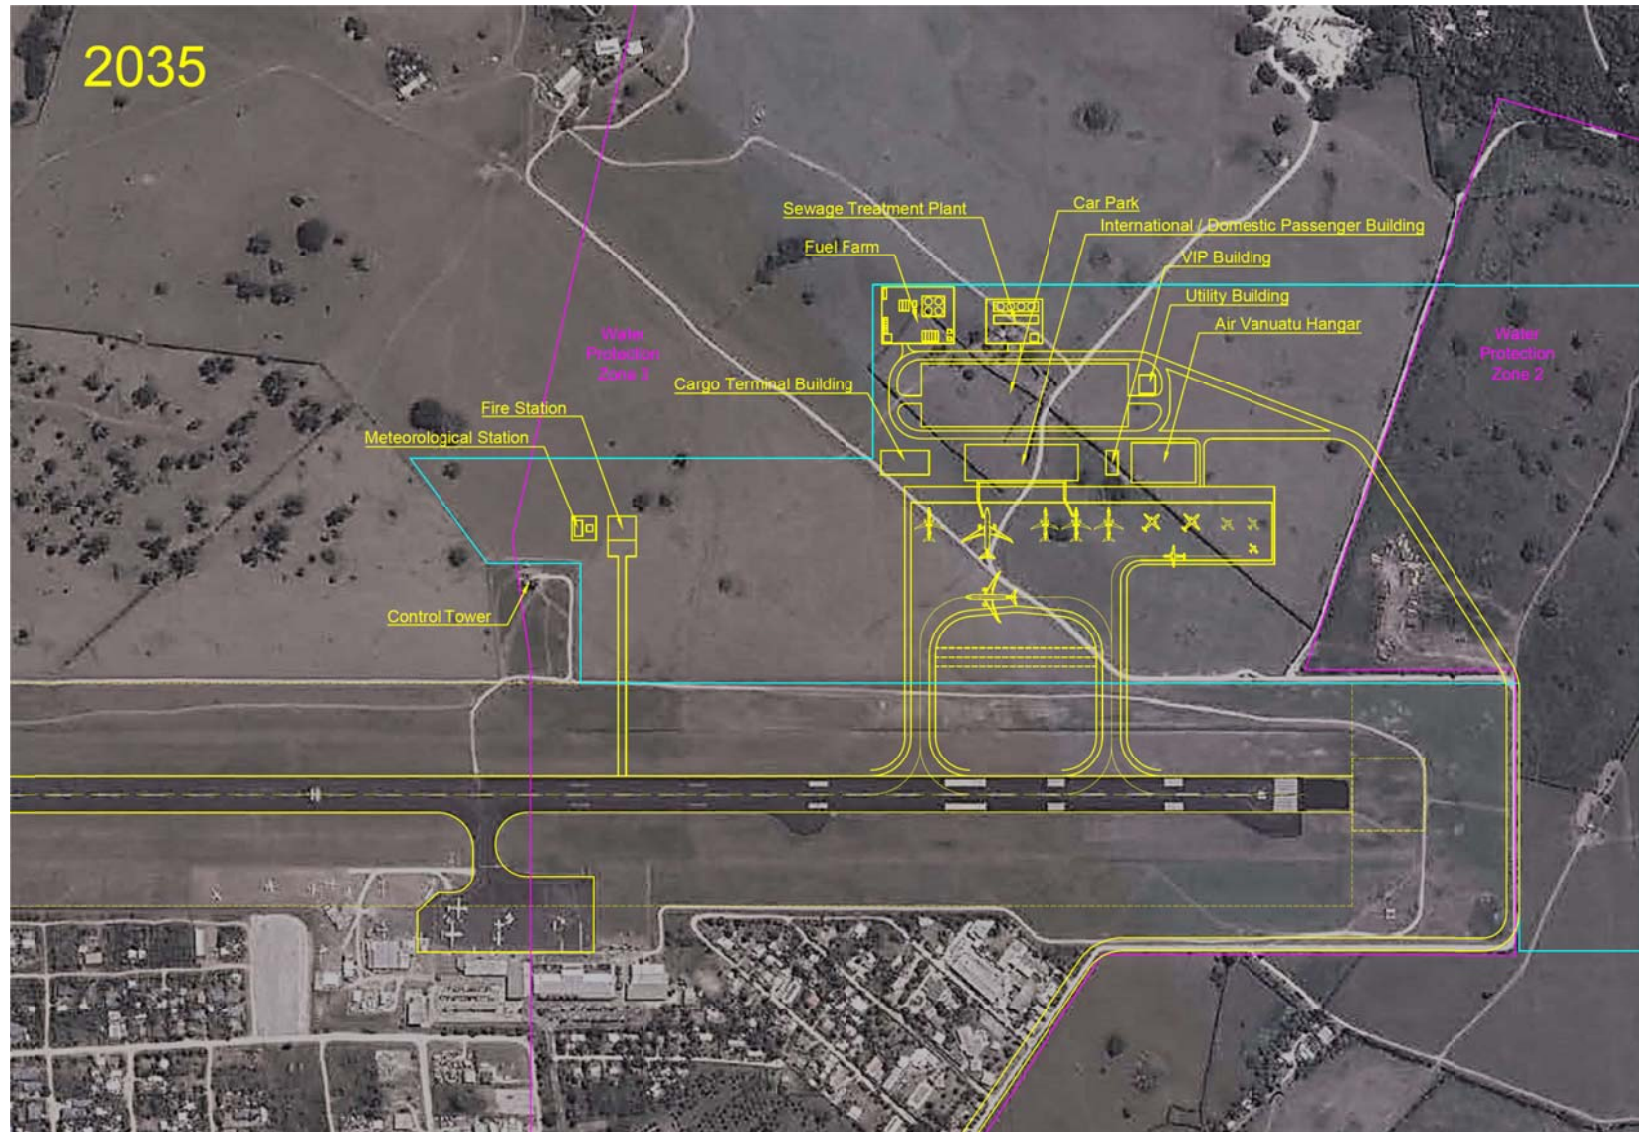 2035
Sewage Treatment Plant
Car Park
International / Domestic Passenger Building
Fuel Farm
VIP Building
Utility Building
Air Vanuatu Hangar
Water
Protection
Zone 1
Water
Protection
Zone 2
Cargo Terminal Building
Fire Station
Meteorological Station
Control Tower